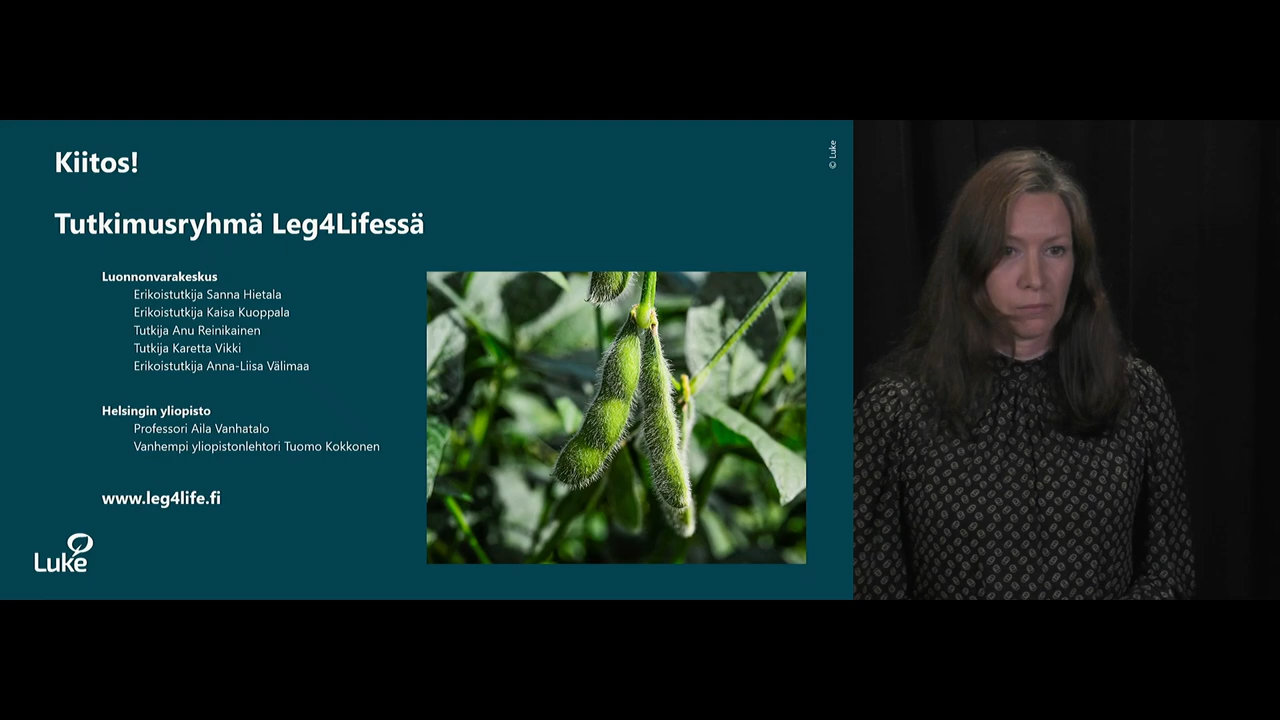 Kiitos!
Tutkimusryhmä Leg4Lifessä
Luonnonvarakeskus
Erikoistutkija Sanna Hietala
Erikoistutkija Kaisa Kuoppala
Tutkija Anu Reinikainen
Tutkija Karetta Vikki
Erikoistutkija Anna-Liisa Välimaa
Helsingin yliopisto
Professori Aila Vanhatalo
Vanhempi yliopistonlehtori Tuomo Kokkonen
www.leg4life.fi
Luke
© Luke